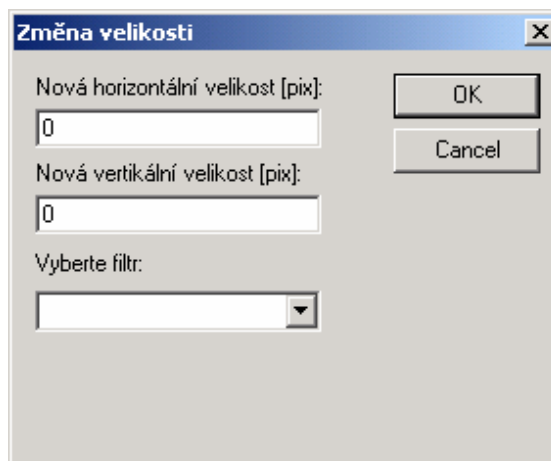 Změna velikosti
Nová horizontální velikost [pix]:
0
OK
Cancel
Nová vertikální velikost [pix]:
0
Vyberte filtr: